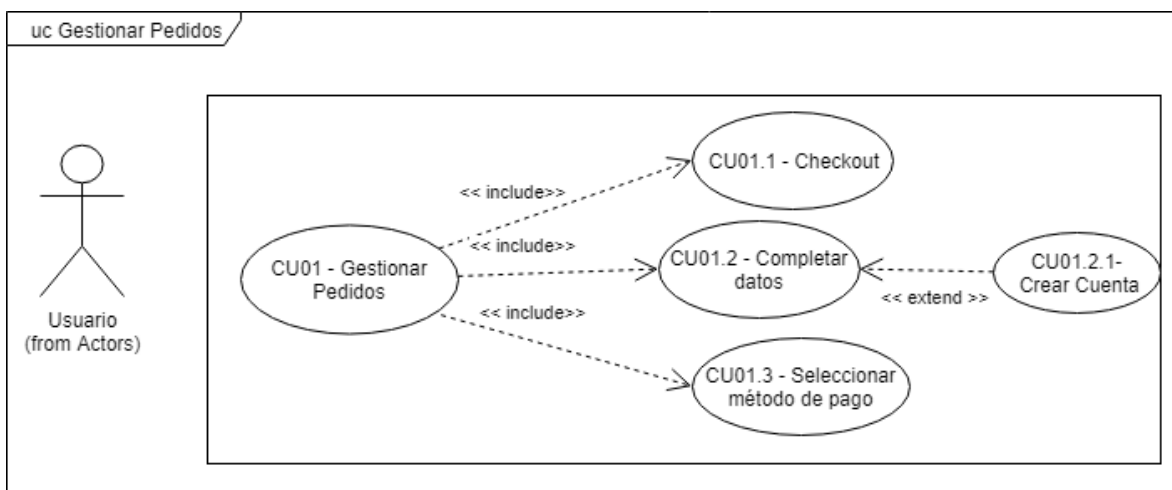 uc Gestionar Pedidos
Usuario
(from Actors)
CU01 - Gestionar
Pedidos
<< include>>
<< include>>
<< include>>
CU01.1 - Checkout
CU01.2 - Completar
datos
CU01.3 - Seleccionar
método de pago
<< extend >>
CU01.2.1-
Crear Cuenta